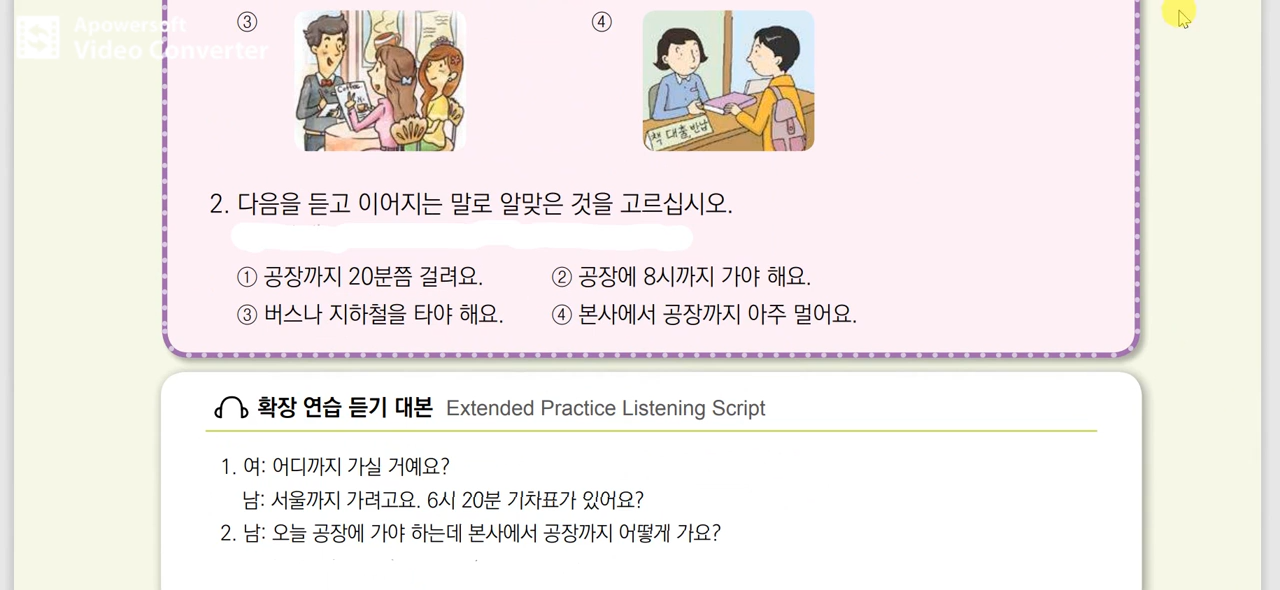 Apowersoft
Video Converter
③
④
Coffee
책 대출, 반납
2. 다음을 듣고 이어지는 말로 알맞은 것을 고르십시오.
① 공장까지 20분쯤 걸려요.
② 공장에 8시까지 가야 해요.
③ 버스나 지하철을 타야 해요.
④ 본사에서 공장까지 아주 멀어요.
확장 연습 듣기 대본 Extended Practice Listening Script
1. 여: 어디까지 가실 거예요?
남: 서울까지 가려고요. 6시 20분 기차표가 있어요?
2. 남: 오늘 공장에 가야 하는데 본사에서 공장까지 어떻게 가요?